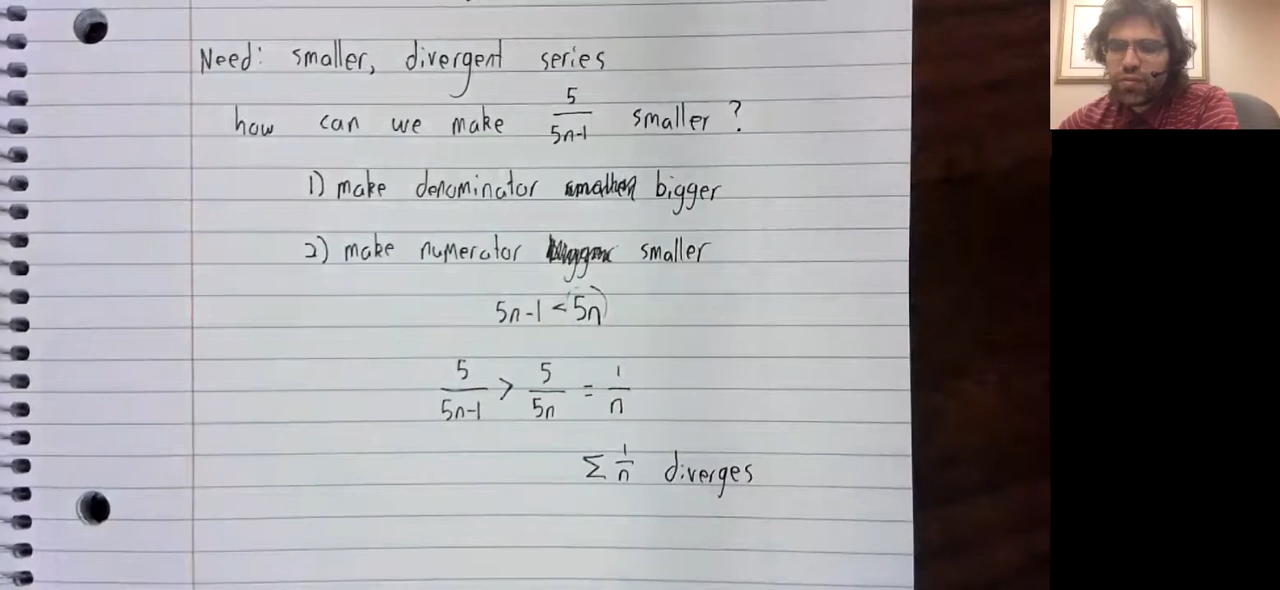 Need: smaller, divergent series
how can we make 5/(5n-1) smaller?
1) make denominator smaller bigger
2) make numerator bigger smaller
5n-1 < 5n
5/(5n-1) > 5/(5n) = 1/n
Σ 1/n diverges